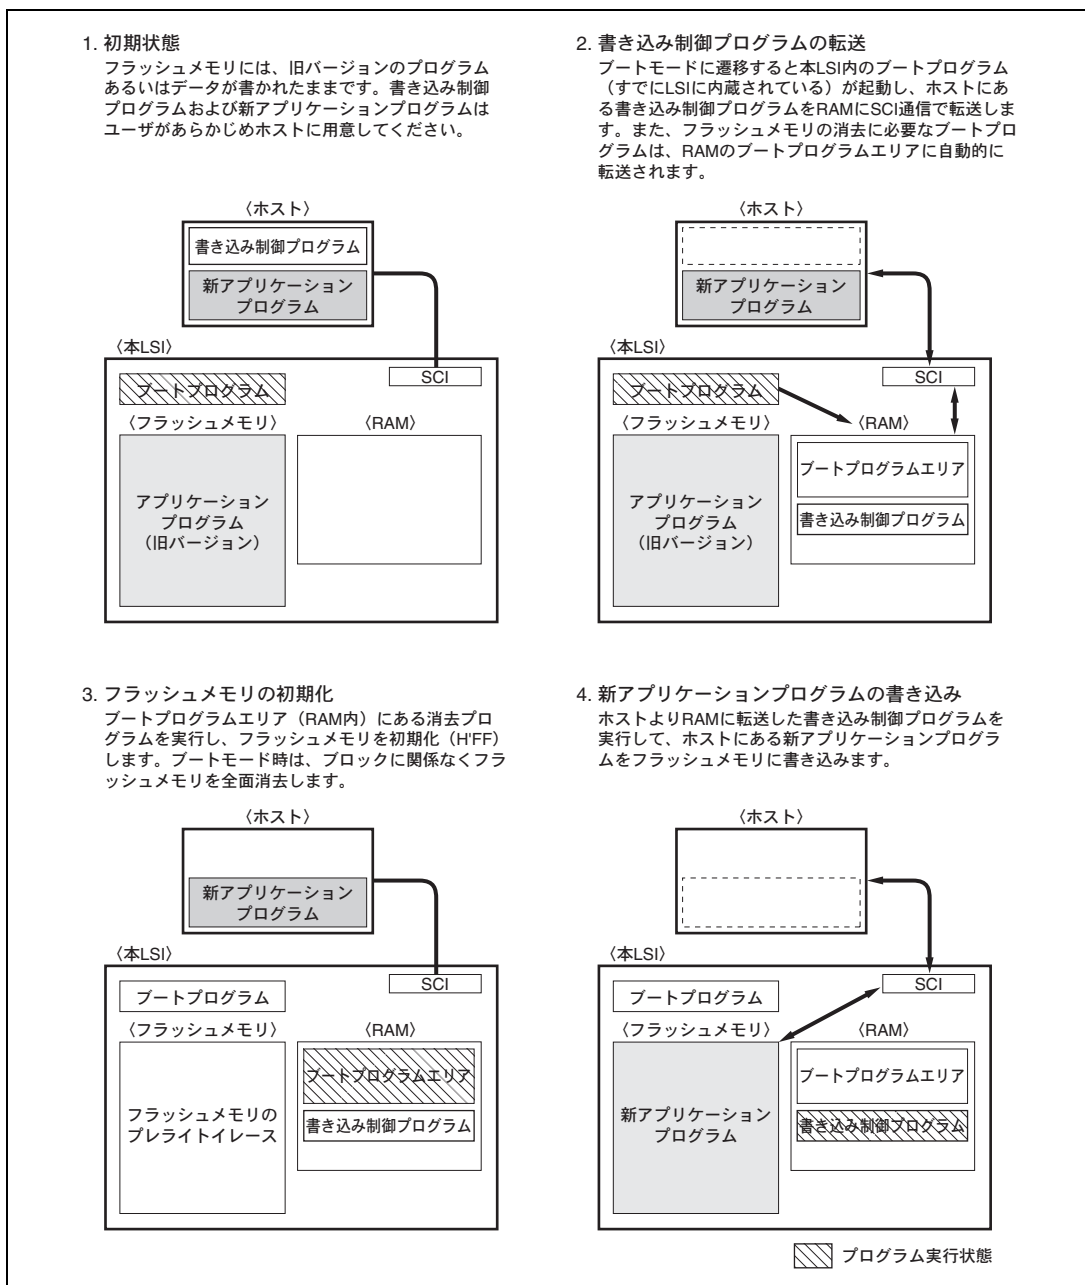 1. 初期状態
フラッシュメモリには、旧バージョンのプログラム
あるいはデータが書かれたままです。書き込み制御
プログラムおよび新アプリケーションプログラムは
ユーザがあらかじめホストに用意してください。
〈ホスト〉
書き込み制御プログラム
新アプリケーション
プログラム
〈本LSI〉
SCI
ブートプログラム
〈フラッシュメモリ〉
〈RAM〉
アプリケーション
プログラム
（旧バージョン）
2. 書き込み制御プログラムの転送
ブートモードに遷移すると本LSI内のブートプログラム
（すでにLSIに内蔵されている）が起動し、ホストにあ
る書き込み制御プログラムをRAMにSCI通信で転送しま
す。また、フラッシュメモリの消去に必要なブートプロ
グラムは、RAMのブートプログラムエリアに自動的に
転送されます。
〈ホスト〉
新アプリケーション
プログラム
〈本LSI〉
SCI
ブートプログラム
〈フラッシュメモリ〉
〈RAM〉
アプリケーション
プログラム
（旧バージョン）
ブートプログラムエリア
書き込み制御プログラム
3. フラッシュメモリの初期化
ブートプログラムエリア（RAM内）にある消去プロ
グラムを実行し、フラッシュメモリを初期化（H'FF）
します。ブートモード時は、ブロックに関係なくフラ
ッシュメモリを全面消去します。
〈ホスト〉
新アプリケーション
プログラム
〈本LSI〉
SCI
ブートプログラム
〈フラッシュメモリ〉
〈RAM〉
フラッシュメモリの
プレライトイレース
ブートプログラムエリア
書き込み制御プログラム
4. 新アプリケーションプログラムの書き込み
ホストよりRAMに転送した書き込み制御プログラムを
実行して、ホストにある新アプリケーションプログラ
ムをフラッシュメモリに書き込みます。
〈ホスト〉
〈本LSI〉
SCI
ブートプログラム
〈フラッシュメモリ〉
〈RAM〉
新アプリケーション
プログラム
ブートプログラムエリア
書き込み制御プログラム
プログラム実行状態